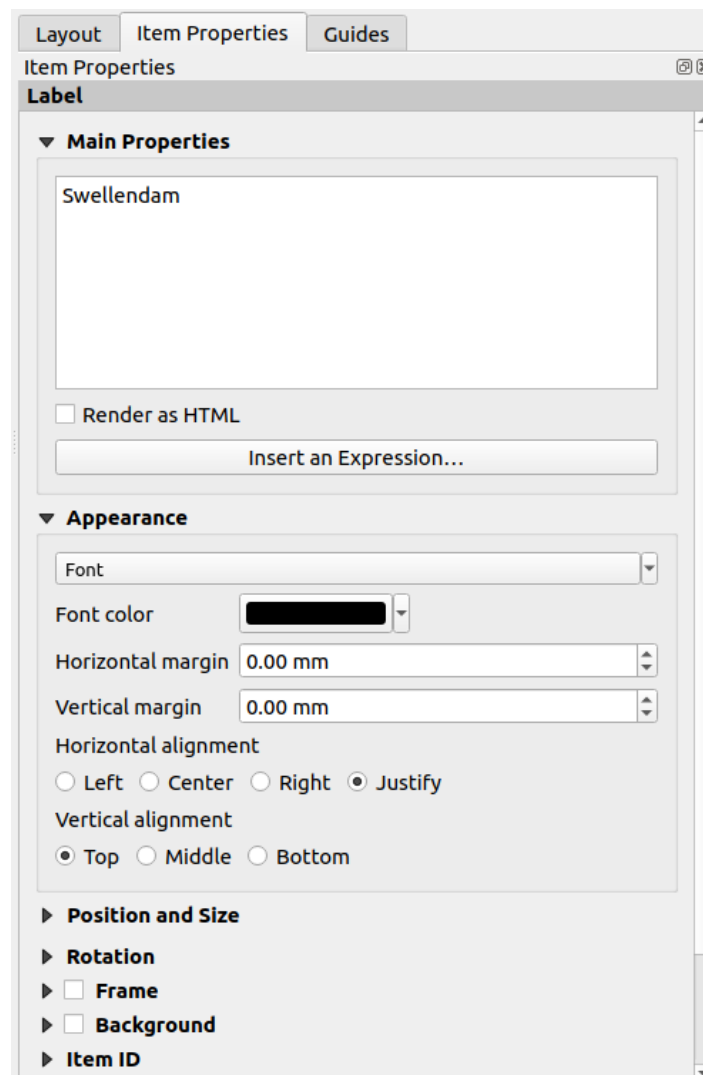 Layout Item Properties Guides
Item Properties
Label
Main Properties
Swellendam
Render as HTML
Insert an Expression…
Appearance
Font
Font color
Horizontal margin 0.00 mm
Vertical margin 0.00 mm
Horizontal alignment
Left Center Right Justify
Vertical alignment
Top Middle Bottom
Position and Size
Rotation
Frame
Background
Item ID